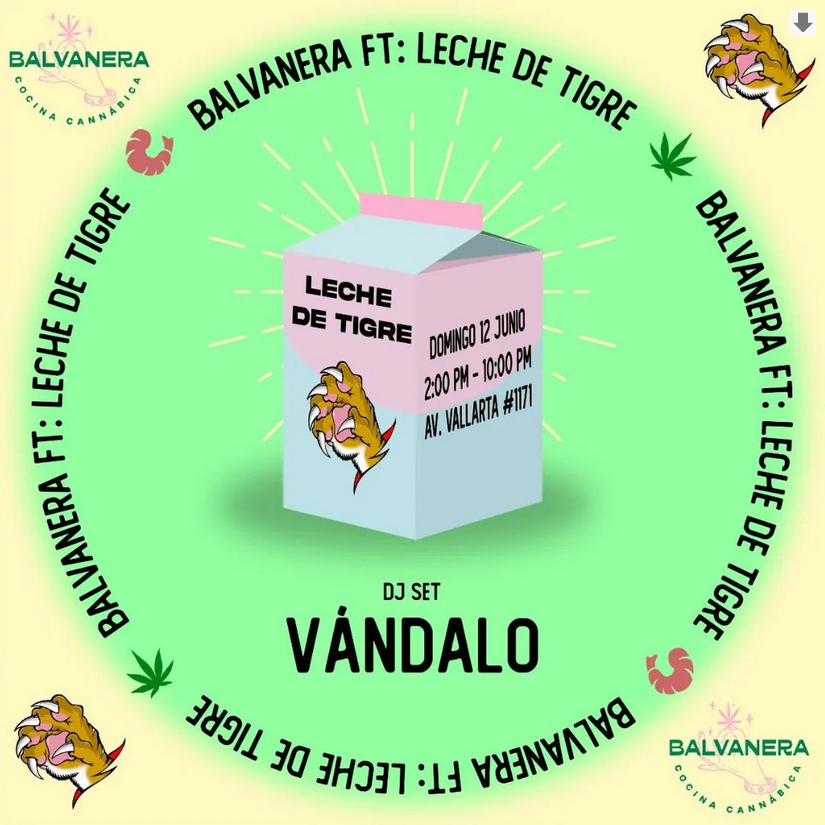 BALVANERA
COCINA CANNÁBICA
BALVANERA FT: LECHE DE TIGRE
BALVANERA FT: LECHE DE TIGRE
BALVANERA FT: LECHE DE TIGRE
LECHE
DE TIGRE
DOMINGO 12 JUNIO
2:00 PM - 10:00 PM
AV. VALLARTA #1171
DJ SET
VÁNDALO
BALVANERA FT: LECHE DE TIGRE
BALVANERA
COCINA CANNÁBICA